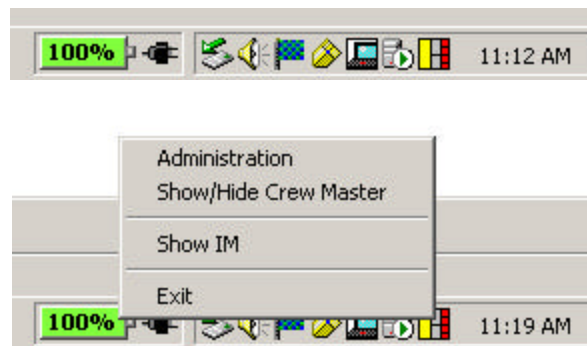 100% 11:12 AM
Administration
Show/Hide Crew Master
Show IM
Exit
100% 11:19 AM